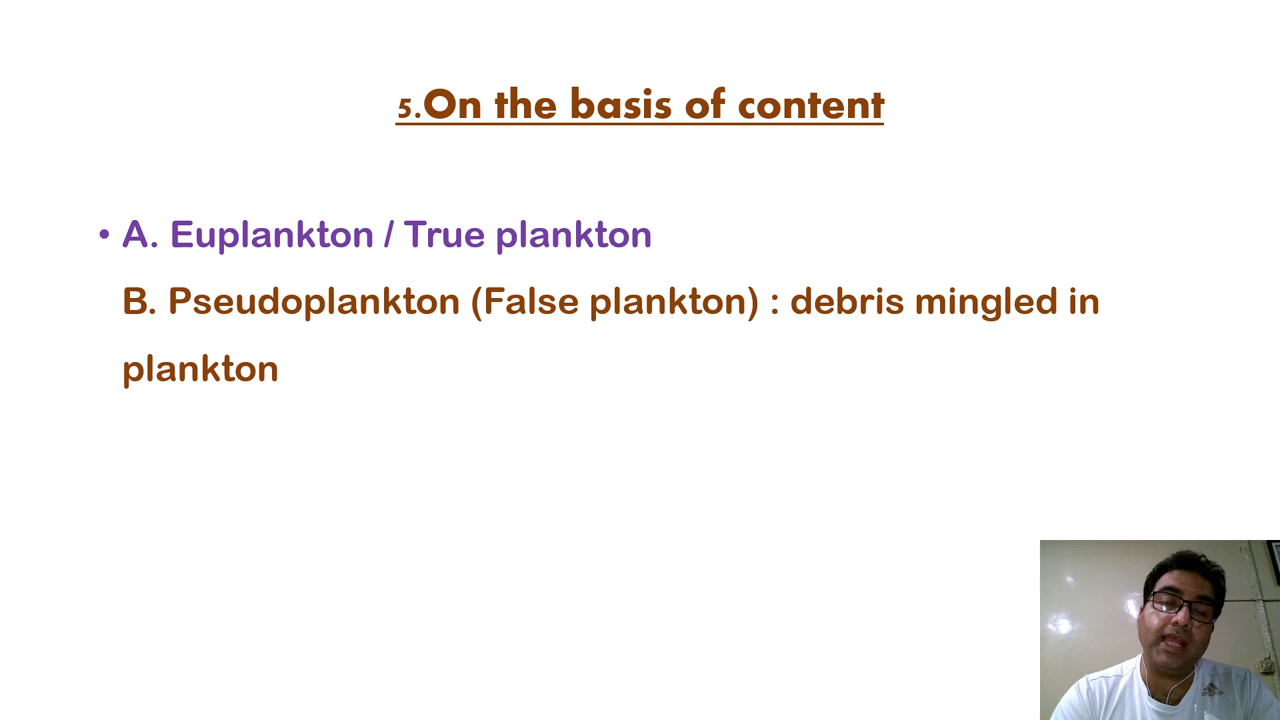 5.On the basis of content
• A. Euplankton / True plankton
B. Pseudoplankton (False plankton) : debris mingled in
plankton